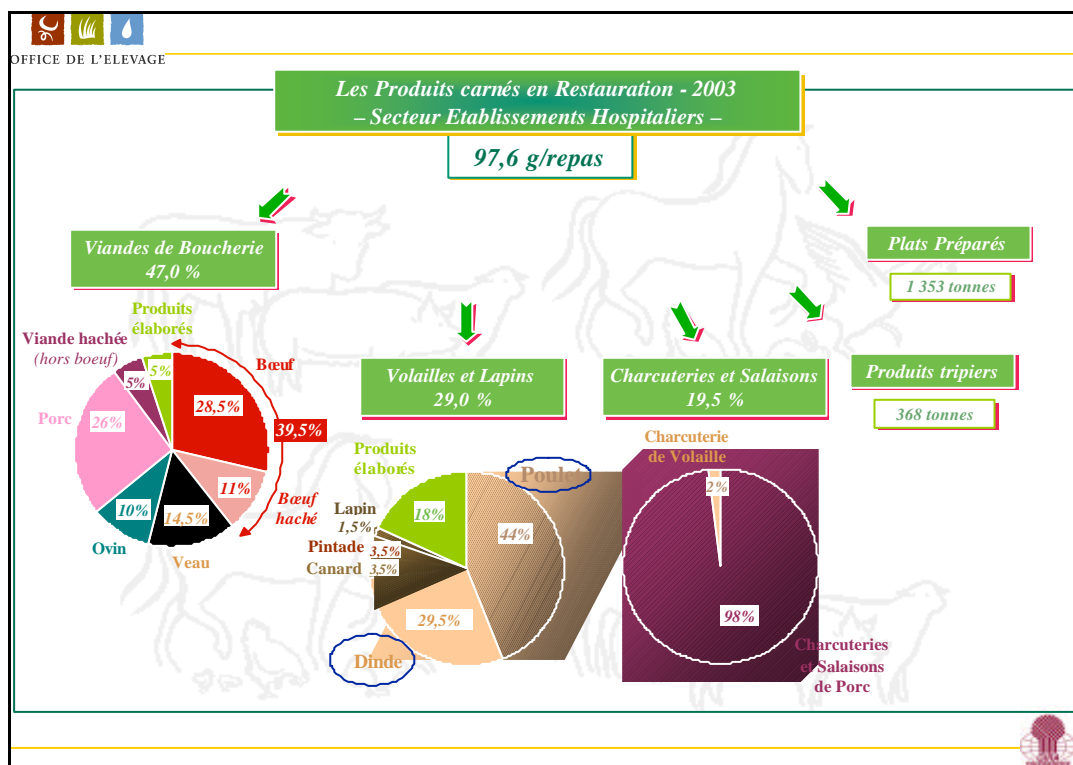 OFFICE DE L'ELEVAGE
Les Produits carnés en Restauration - 2003
– Secteur Etablissements Hospitaliers –
97,6 g/repas
Viandes de Boucherie
47,0 %
Plats Préparés
1 353 tonnes
Produits
élaborés
Viande hachée
(hors boeuf)
Bœuf
5%
5%
28,5%
Porc
26%
39,5%
11%
10%
14,5%
Bœuf
haché
Ovin
Veau
Volailles et Lapins
29,0 %
Charcuteries et Salaisons
19,5 %
Produits tripiers
368 tonnes
Produits
élaborés
Poulet
18%
Lapin
1,5%
44%
Pintade
3,5%
Canard
3,5%
29,5%
Dinde
Charcuterie
de Volaille
2%
98%
Charcuteries
et Salaisons
de Porc